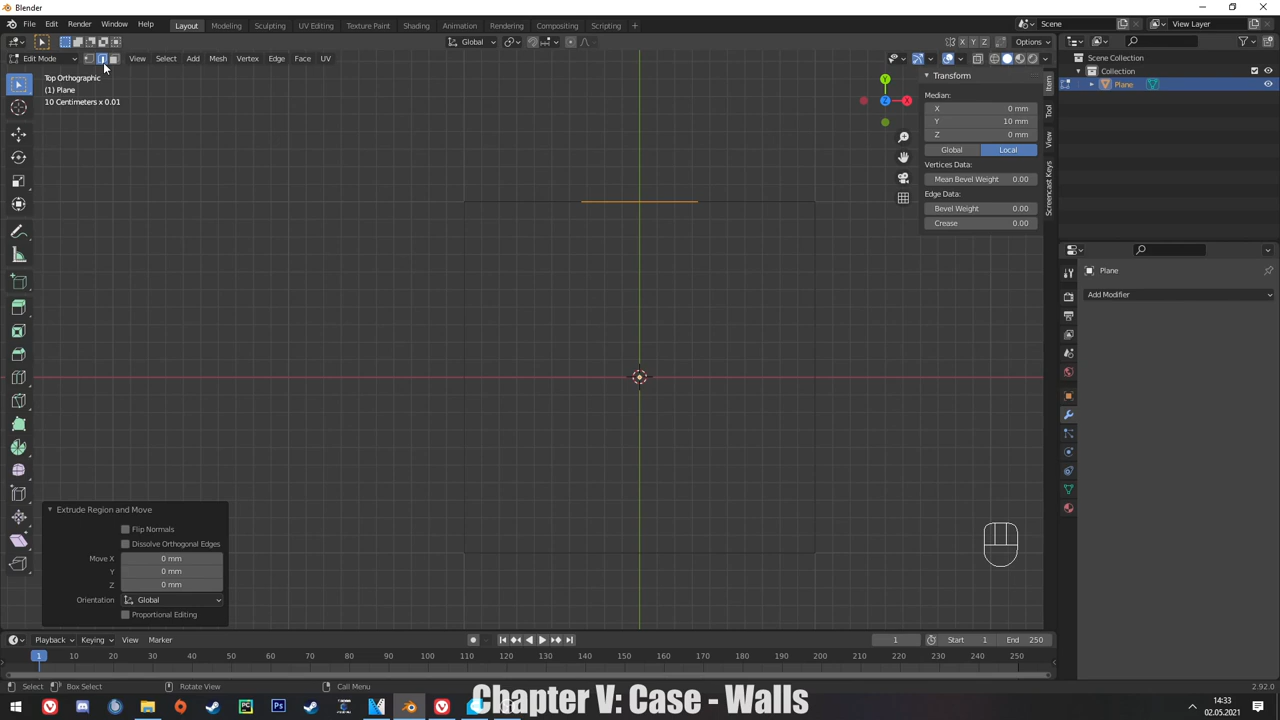 Blender
File Edit Render Window Help Layout Modeling Sculpting UV Editing Texture Paint Shading Animation Rendering Compositing Scripting + Scene View Layer
Global X Y Z Options
Edit Mode View Select Add Mesh Vertex Edge Face UV
Top Orthographic
(1) Plane
10 Centimeters x 0.01
Y
Z
X
Transform
Median:
X 0 mm
Y 10 mm
Z 0 mm
Global Local
Vertices Data:
Mean Bevel Weight 0.00
Edge Data:
Bevel Weight 0.00
Crease 0.00
Item
Tool
View
Screencast Keys
Scene Collection
Collection
Plane
Plane
Add Modifier
Extrude Region and Move
Flip Normals
Dissolve Orthogonal Edges
Move X 0 mm
Y 0 mm
Z 0 mm
Orientation Global
Proportional Editing
Playback Keying View Marker 1 Start 1 End 250
1 10 20 30 40 50 60 70 80 90 100 110 120 130 140 150 160 170 180 190 200 210 220 230 240 250
Select Box Select Rotate View Call Menu 2.92.0
Chapter V: Case - Walls
14:33
02.05.2021